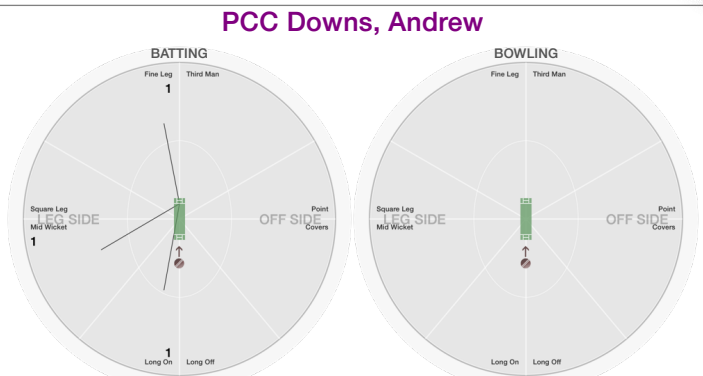 PCC Downs, Andrew
BATTING
Fine Leg Third Man
1
Square Leg Point
LEG SIDE OFF SIDE
Mid Wicket Covers
1
1
Long On Long Off
BOWLING
Fine Leg Third Man
Square Leg Point
LEG SIDE OFF SIDE
Mid Wicket Covers
Long On Long Off